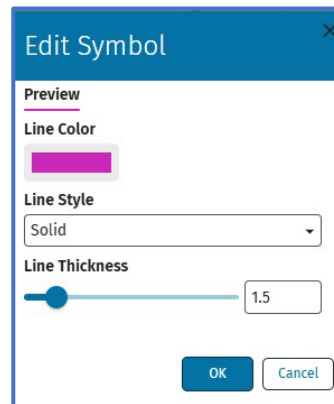 Edit Symbol
Preview
Line Color
Line Style
Solid
Line Thickness
1.5
OK Cancel